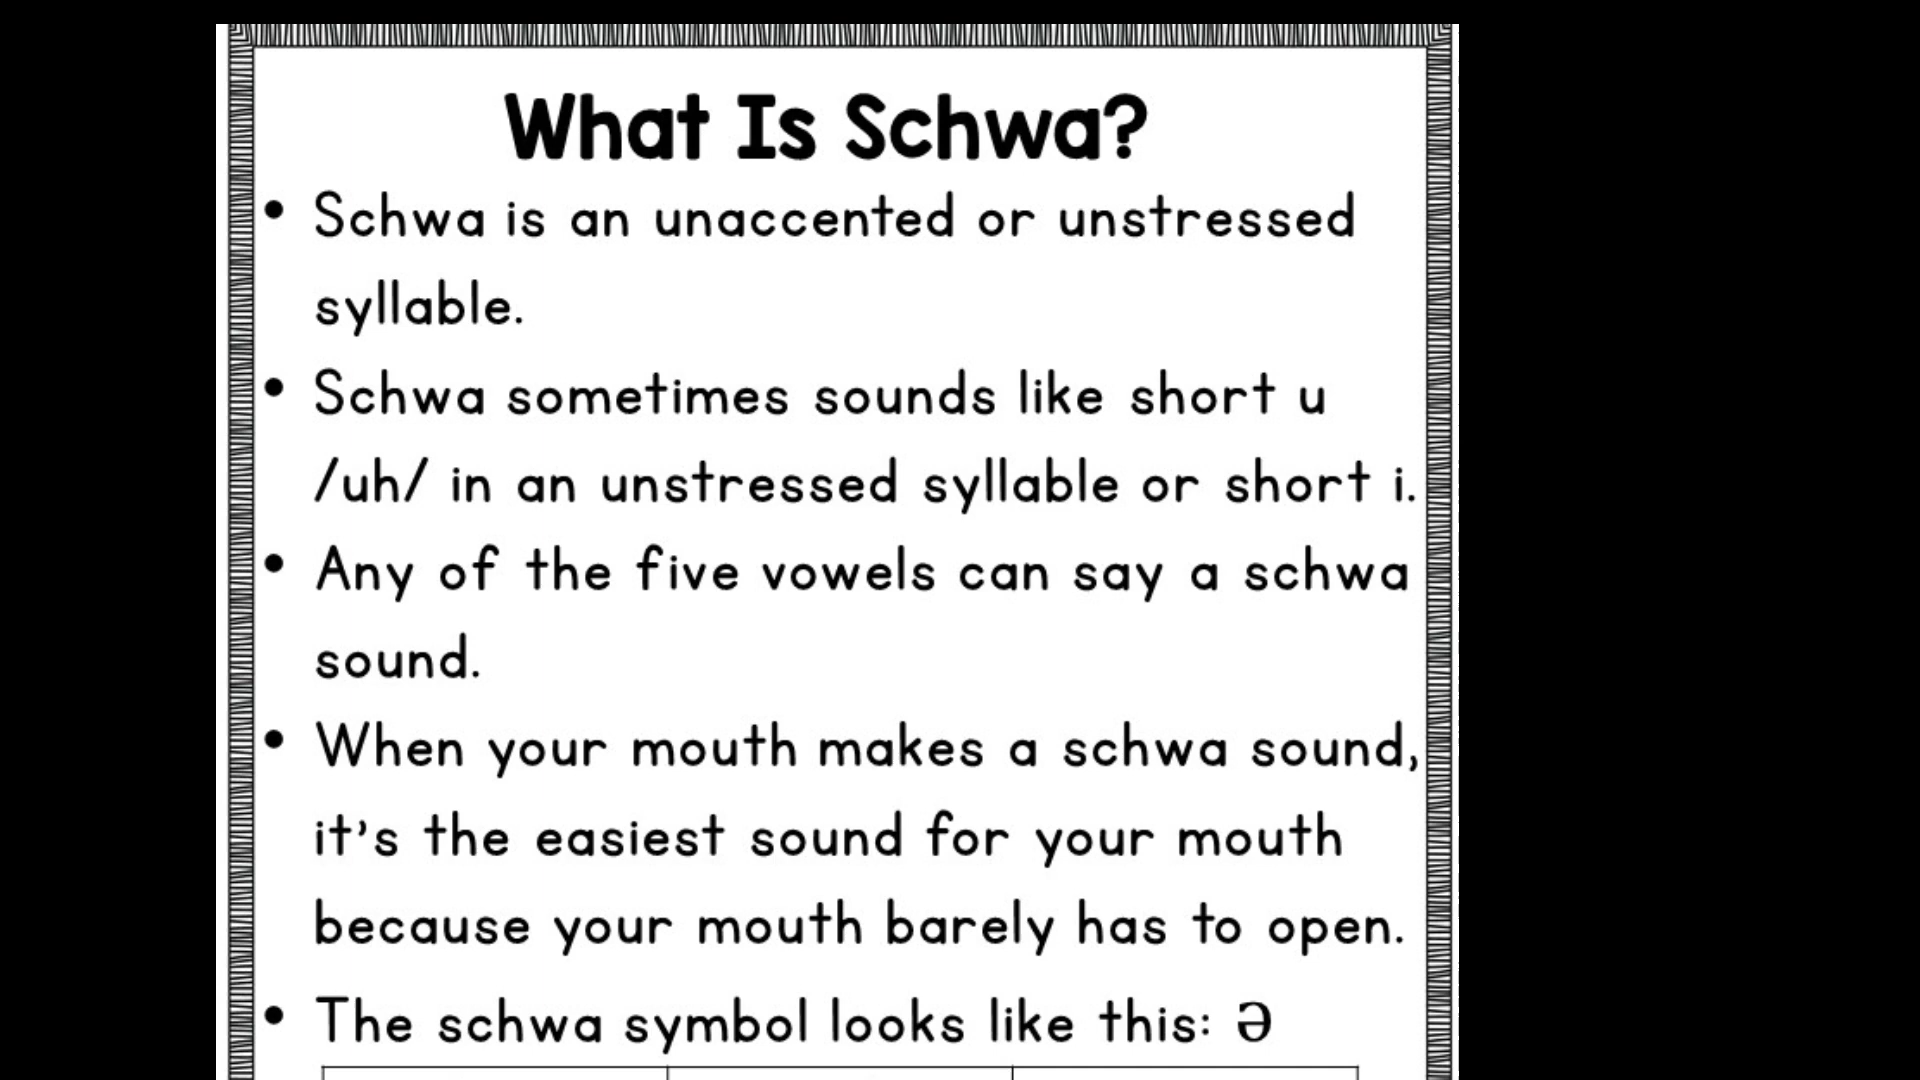 What Is Schwa?
• Schwa is an unaccented or unstressed
syllable.
• Schwa sometimes sounds like short u
/uh/ in an unstressed syllable or short i.
• Any of the five vowels can say a schwa
sound.
• When your mouth makes a schwa sound,
it's the easiest sound for your mouth
because your mouth barely has to open.
• The schwa symbol looks like this: ə